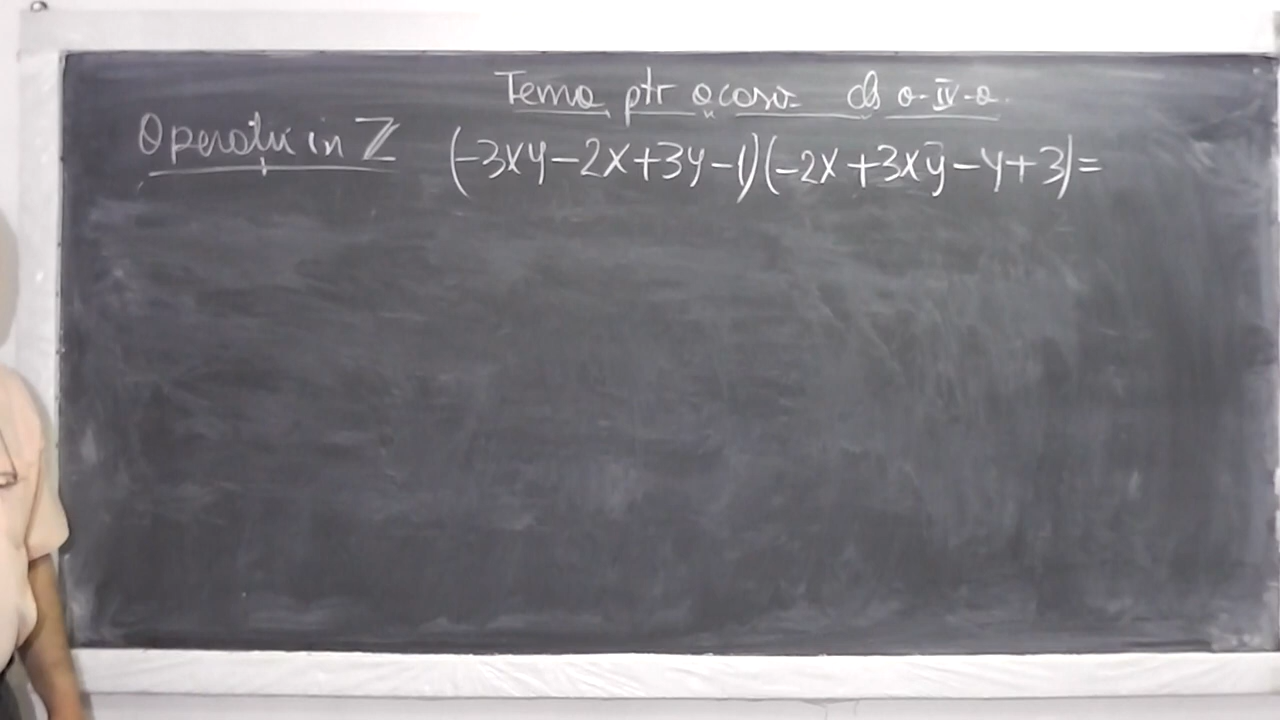 Tema ptr acasă cls a-IV-a.
Operații in Z (-3xy-2x+3y-1)(-2x+3xy-y+3)=